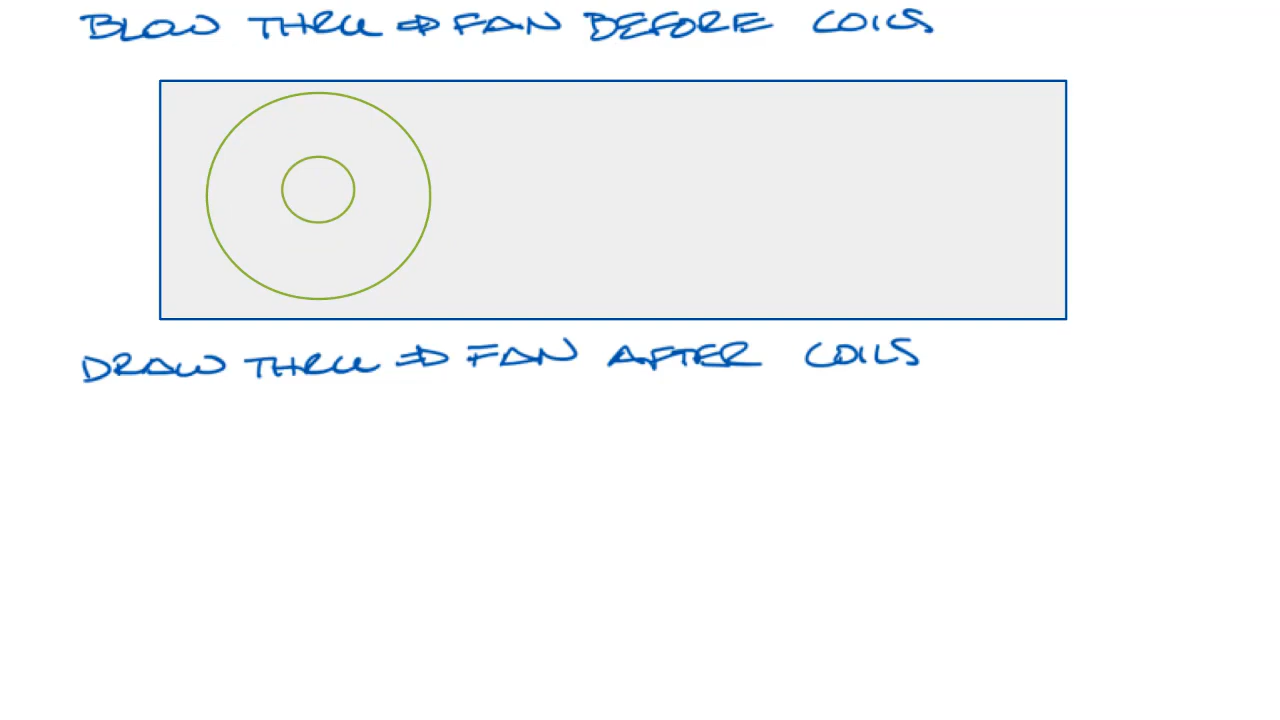 BLOW THRU ⇒ FAN BEFORE COILS
DRAW THRU ⇒ FAN AFTER COILS